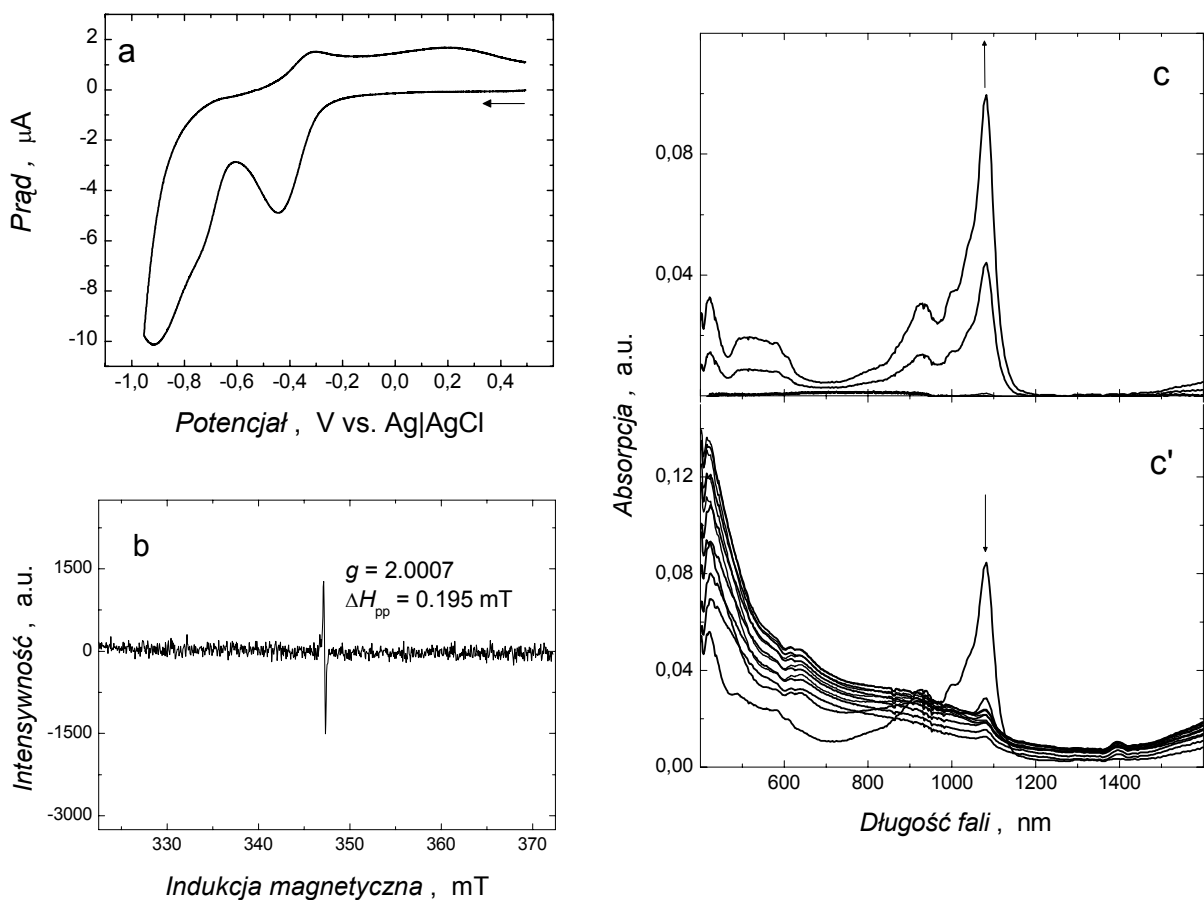 a
2
0
-2
-4
-6
-8
-10
Prąd , μA
-1,0 -0,8 -0,6 -0,4 -0,2 0,0 0,2 0,4
Potencjał , V vs. Ag|AgCl
b
1500
0
-1500
-3000
Intensywność , a.u.
g = 2.0007
ΔHpp = 0.195 mT
330 340 350 360 370
Indukcja magnetyczna , mT
c
0,08
0,04
c'
0,12
0,08
0,04
0,00
Absorpcja , a.u.
600 800 1000 1200 1400
Długość fali , nm